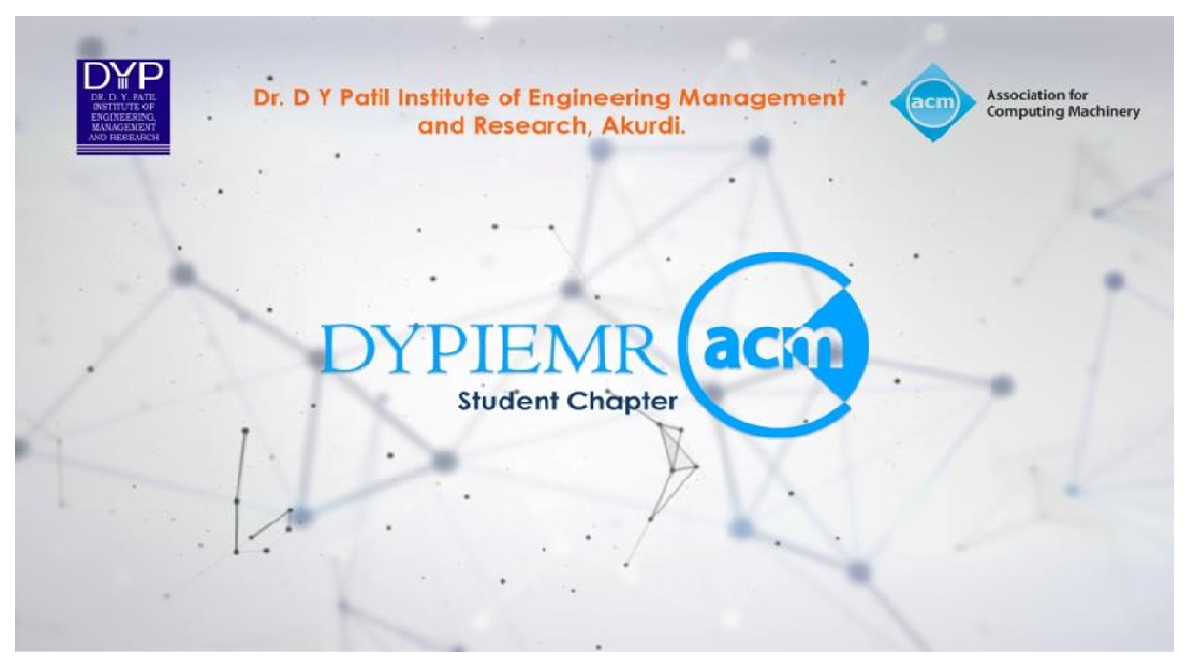 DYP
DR. D. Y. PATIL
INSTITUTE OF
ENGINEERING,
MANAGEMENT
AND RESEARCH
Dr. D Y Patil Institute of Engineering Management
and Research, Akurdi.
acm
Association for
Computing Machinery
DYPIEMR
acm
Student Chapter